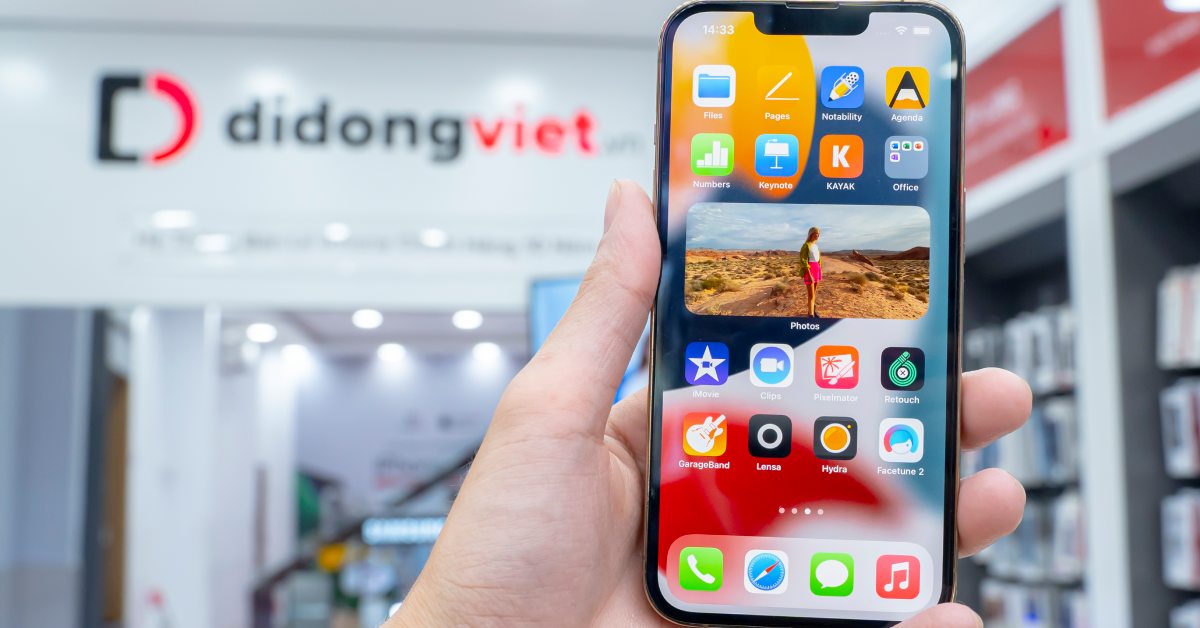 14:33
didongviet.vn
Files
Pages
Notability
Agenda
Numbers
Keynote
K
KAYAK
Office
Photos
iMovie
Clips
Pixelmator
Retouch
GarageBand
Lensa
Hydra
Facetune 2
SAMSUNG